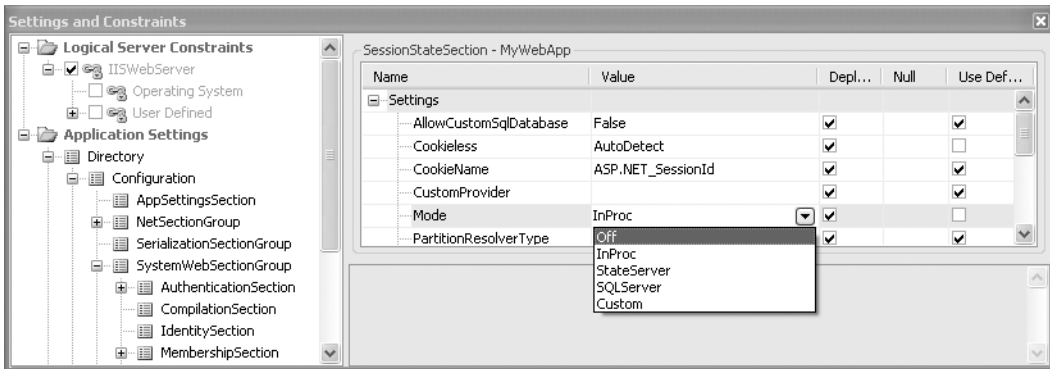 Settings and Constraints
Logical Server Constraints
IISWebServer
Operating System
User Defined
Application Settings
Directory
Configuration
AppSettingsSection
NetSectionGroup
SerializationSectionGroup
SystemWebSectionGroup
AuthenticationSection
CompilationSection
IdentitySection
MembershipSection
SessionStateSection - MyWebApp
Name Value Depl... Null Use Def...
Settings
AllowCustomSqlDatabase False
Cookieless AutoDetect
CookieName ASP.NET_SessionId
CustomProvider
Mode InProc
PartitionResolverType Off
InProc
StateServer
SQLServer
Custom